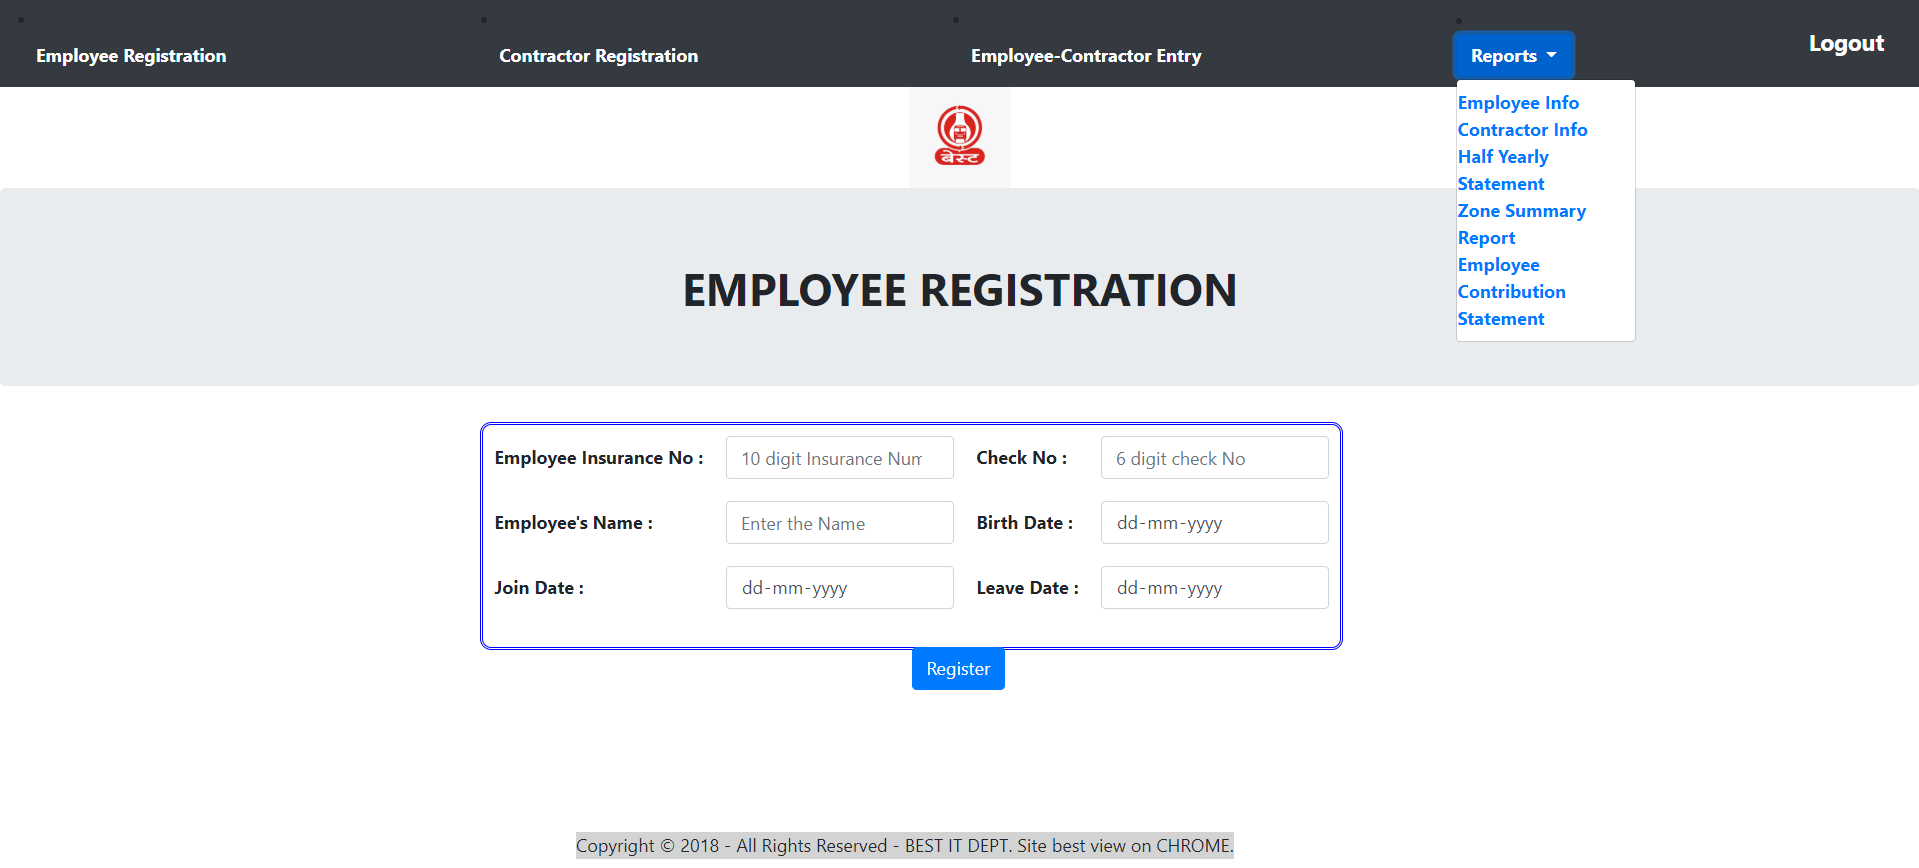 Employee Registration
Contractor Registration
Employee-Contractor Entry
Reports
Logout
Employee Info
Contractor Info
Half Yearly
Statement
Zone Summary
Report
Employee
Contribution
Statement
बेस्ट
EMPLOYEE REGISTRATION
Employee Insurance No :
10 digit Insurance Num
Check No :
6 digit check No
Employee's Name :
Enter the Name
Birth Date :
dd-mm-yyyy
Join Date :
dd-mm-yyyy
Leave Date :
dd-mm-yyyy
Register
Copyright © 2018 - All Rights Reserved - BEST IT DEPT. Site best view on CHROME.